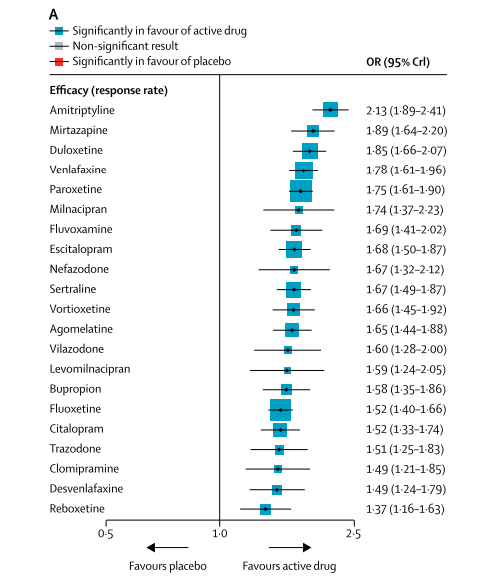 A
Significantly in favour of active drug
Non-significant result
Significantly in favour of placebo
OR (95% CrI)
Efficacy (response rate)
Amitriptyline 2·13 (1·89–2·41)
Mirtazapine 1·89 (1·64–2·20)
Duloxetine 1·85 (1·66–2·07)
Venlafaxine 1·78 (1·61–1·96)
Paroxetine 1·75 (1·61–1·90)
Milnacipran 1·74 (1·37–2·23)
Fluvoxamine 1·69 (1·41–2·02)
Escitalopram 1·68 (1·50–1·87)
Nefazodone 1·67 (1·32–2·12)
Sertraline 1·67 (1·49–1·87)
Vortioxetine 1·66 (1·45–1·92)
Agomelatine 1·65 (1·44–1·88)
Vilazodone 1·60 (1·28–2·00)
Levomilnacipran 1·59 (1·24–2·05)
Bupropion 1·58 (1·35–1·86)
Fluoxetine 1·52 (1·40–1·66)
Citalopram 1·52 (1·33–1·74)
Trazodone 1·51 (1·25–1·83)
Clomipramine 1·49 (1·21–1·85)
Desvenlafaxine 1·49 (1·24–1·79)
Reboxetine 1·37 (1·16–1·63)
0·5 1·0 2·5
Favours placebo Favours active drug